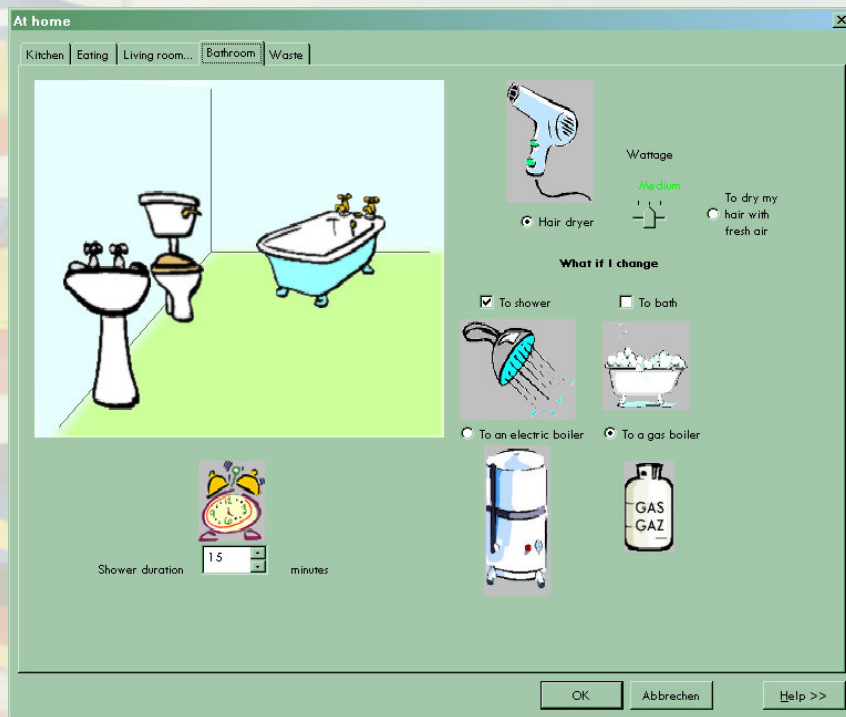 At home
Kitchen
Eating
Living room...
Bathroom
Waste
Wattage
Medium
Hair dryer
To dry my
hair with
fresh air
What if I change
To shower
To bath
To an electric boiler
To a gas boiler
GAS
GAZ
Shower duration
15
minutes
OK
Abbrechen
Help >>